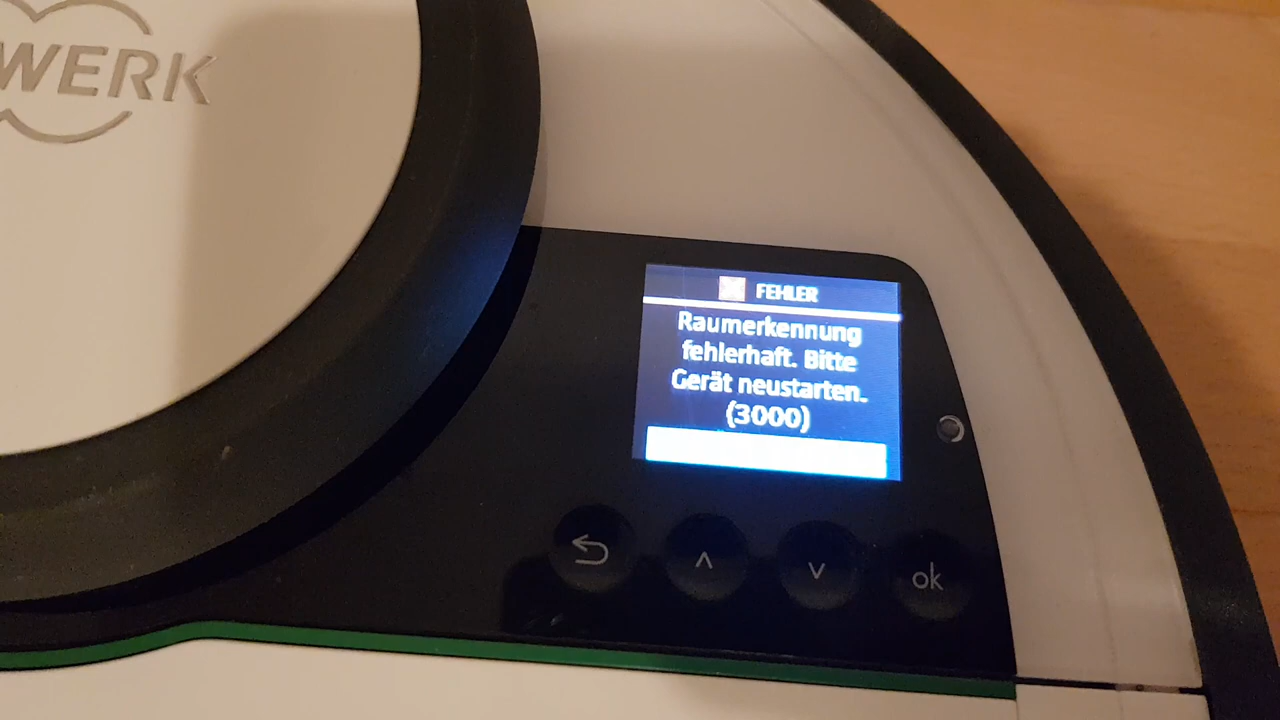 WERK
FEHLER
Raumerkennung
fehlerhaft. Bitte
Gerät neustarten.
(3000)
ok